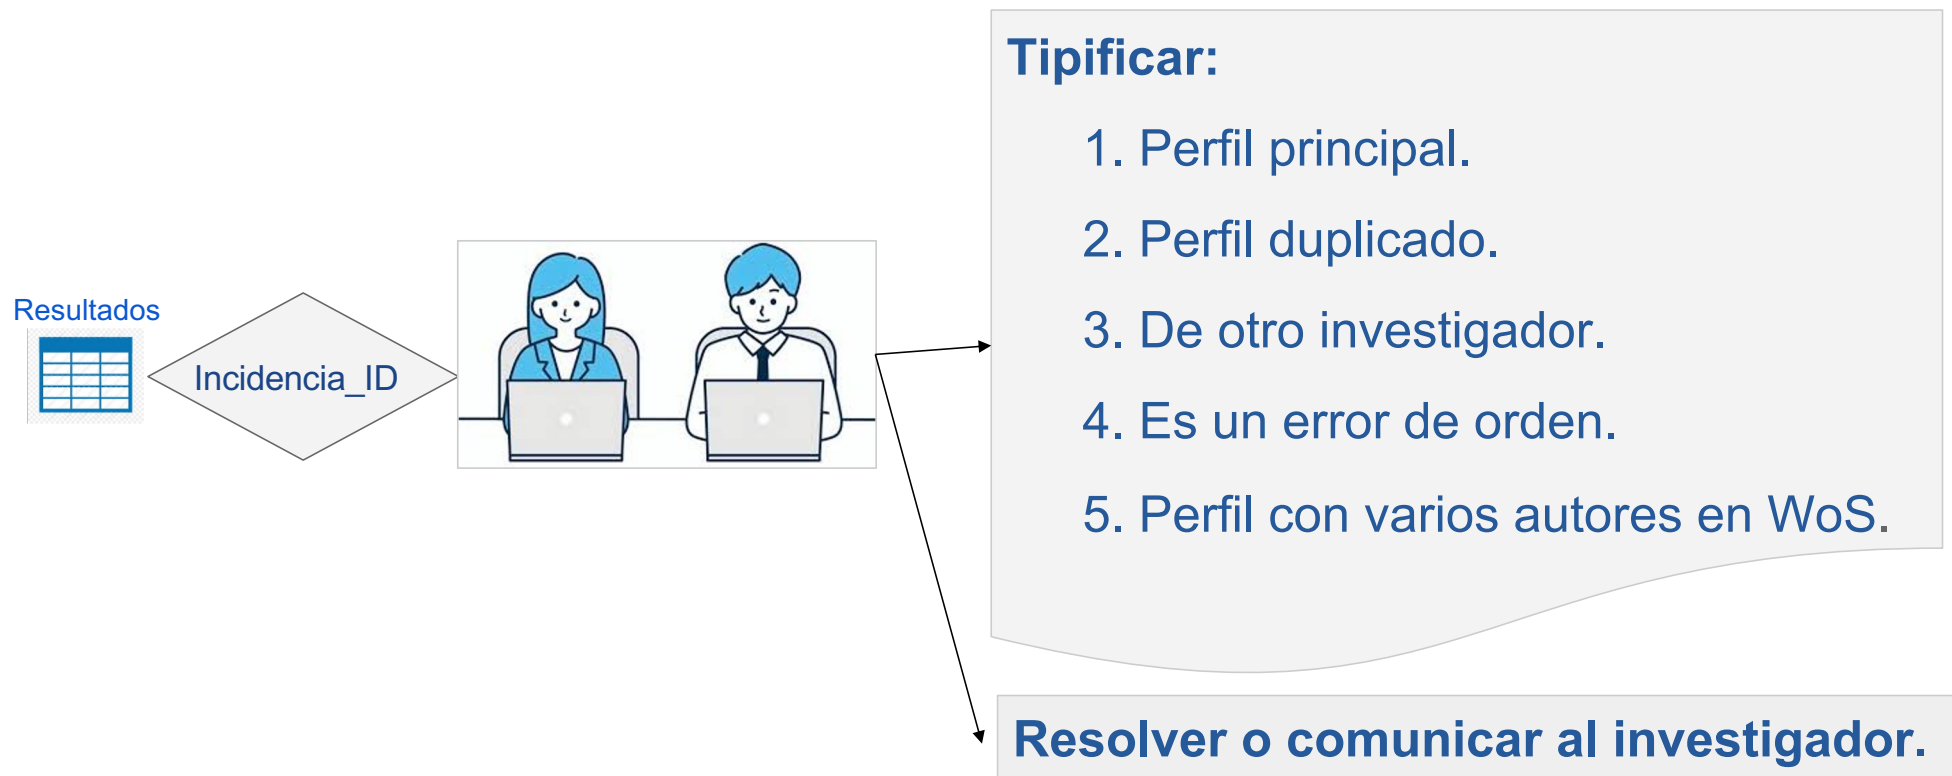 Resultados
Incidencia_ID
Tipificar:
1. Perfil principal.
2. Perfil duplicado.
3. De otro investigador.
4. Es un error de orden.
5. Perfil con varios autores en WoS.
Resolver o comunicar al investigador.